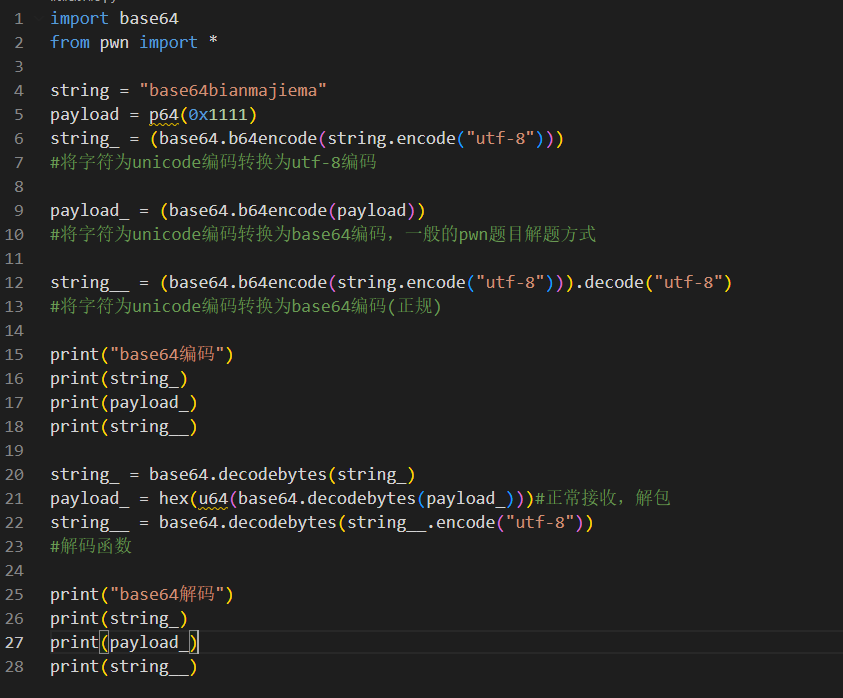 1 import base64
2 from pwn import *
3
4 string = "base64bianmajiema"
5 payload = p64(0x1111)
6 string_ = (base64.b64encode(string.encode("utf-8")))
7 #将字符为unicode编码转换为utf-8编码
8
9 payload_ = (base64.b64encode(payload))
10 #将字符为unicode编码转换为base64编码，一般的pwn题目解题方式
11
12 string__ = (base64.b64encode(string.encode("utf-8"))).decode("utf-8")
13 #将字符为unicode编码转换为base64编码(正规)
14
15 print("base64编码")
16 print(string_)
17 print(payload_)
18 print(string__)
19
20 string_ = base64.decodebytes(string_)
21 payload_ = hex(u64(base64.decodebytes(payload_)))#正常接收，解包
22 string__ = base64.decodebytes(string__.encode("utf-8"))
23 #解码函数
24
25 print("base64解码")
26 print(string_)
27 print(payload_)
28 print(string__)